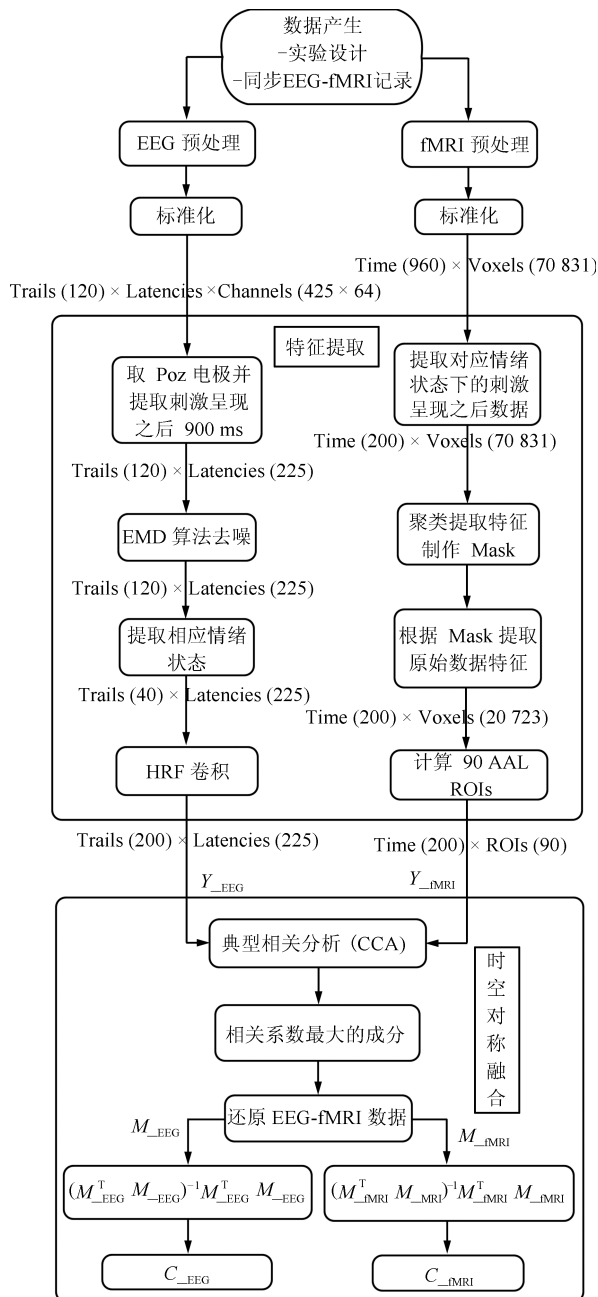 数据产生
-实验设计
-同步EEG-fMRI记录
EEG 预处理
fMRI 预处理
标准化
标准化
Time (960) × Voxels (70 831)
Trails (120) × Latencies ×Channels (425 × 64)
特征提取
取 Poz 电极并
提取刺激呈现
之后 900 ms
提取对应情绪
状态下的刺激
呈现之后数据
Time (200) × Voxels (70 831)
Trails (120) × Latencies (225)
EMD 算法去噪
聚类提取特征
制作 Mask
Trails (120) × Latencies (225)
提取相应情绪
状态
根据 Mask 提取
原始数据特征
Trails (40) × Latencies (225)
Time (200) × Voxels (20 723)
HRF 卷积
计算 90 AAL
ROIs
Trails (200) × Latencies (225)
Time (200) × ROIs (90)
Y_EEG
Y_fMRI
典型相关分析 (CCA)
时空对称融合
相关系数最大的成分
还原 EEG-fMRI 数据
M_EEG
M_fMRI
(M_EEG^T M_EEG)^-1 M_EEG^T M_EEG
(M_fMRI^T M_MRI)^-1 M_fMRI^T M_fMRI
C_EEG
C_fMRI